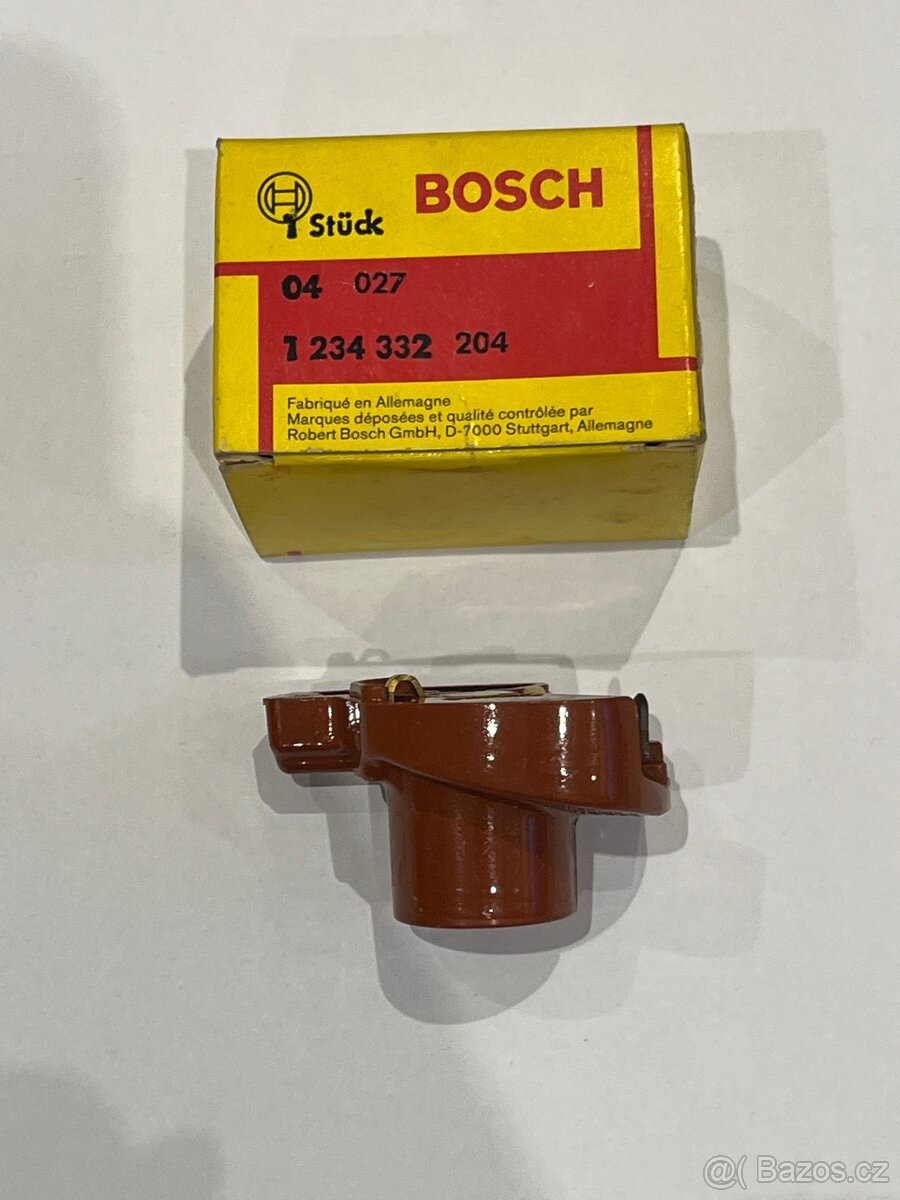 BOSCH
1 Stück
04 027
1 234 332 204
Fabriqué en Allemagne
Marques déposées et qualité contrôlée par
Robert Bosch GmbH, D-7000 Stuttgart, Allemagne
@( Bazos.cz